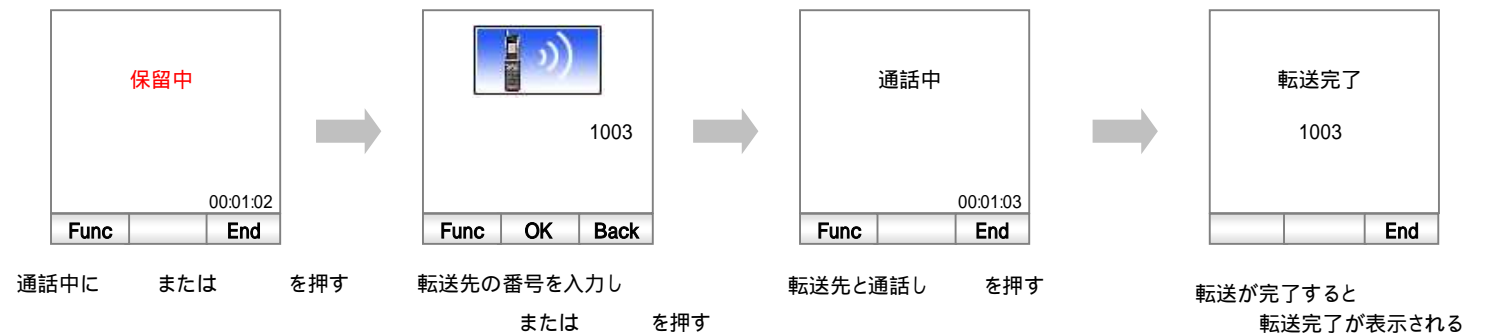 保留中
00:01:02
Func End
通話中に または を押す
1003
Func OK Back
転送先の番号を入力し
または を押す
通話中
00:01:03
Func End
転送先と通話し を押す
転送完了
1003
End
転送が完了すると
転送完了が表示される